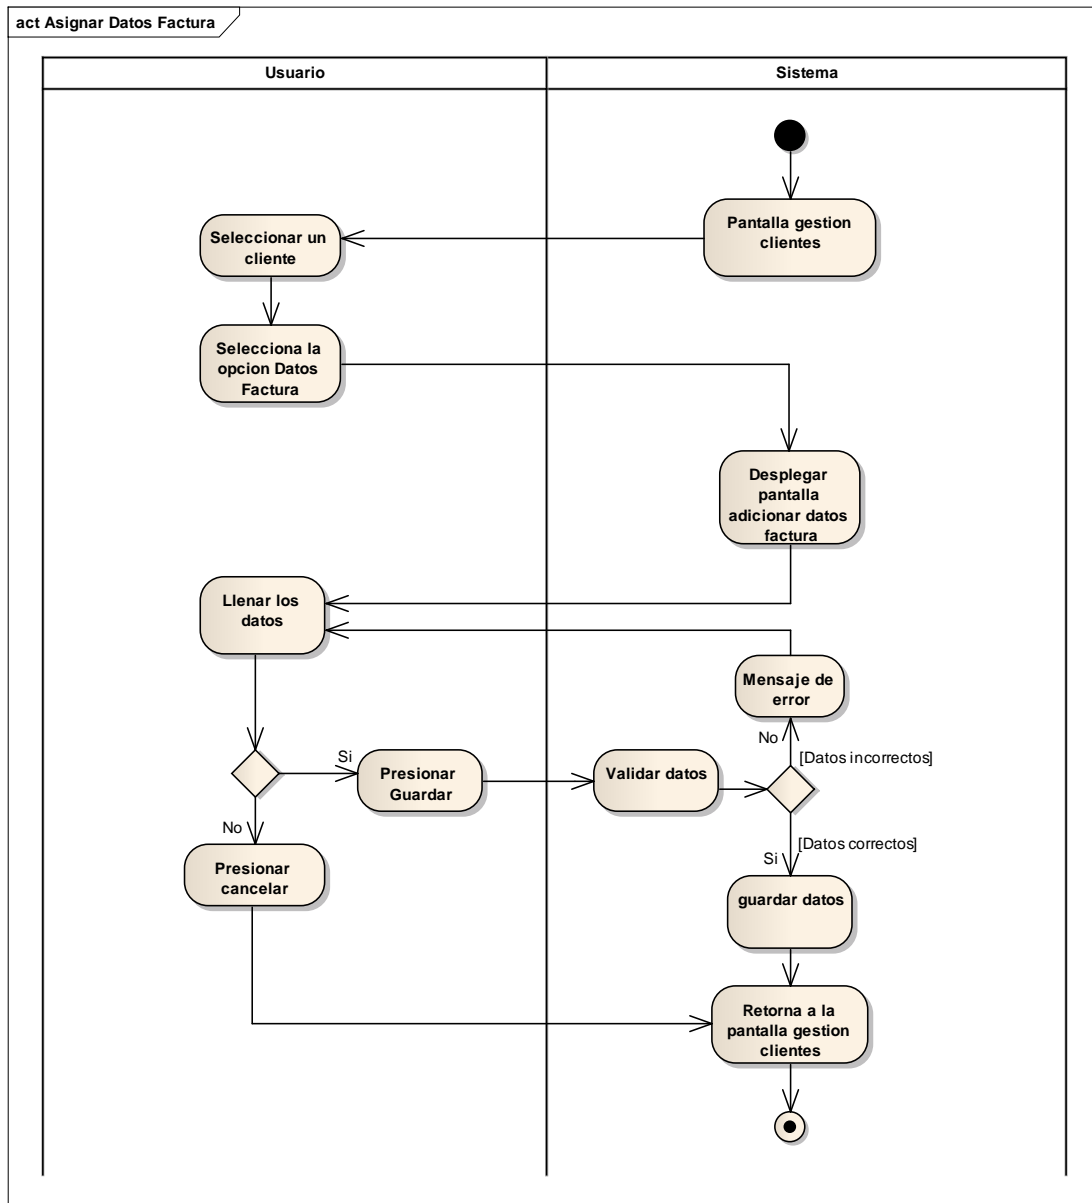 act Asignar Datos Factura
Usuario
Sistema
Pantalla gestion
clientes
Seleccionar un
cliente
Selecciona la
opcion Datos
Factura
Desplegar
pantalla
adicionar datos
factura
Llenar los
datos
Mensaje de
error
No
[Datos incorrectos]
Si
Presionar
Guardar
Validar datos
No
Presionar
cancelar
[Datos correctos]
Si
guardar datos
Retorna a la
pantalla gestion
clientes